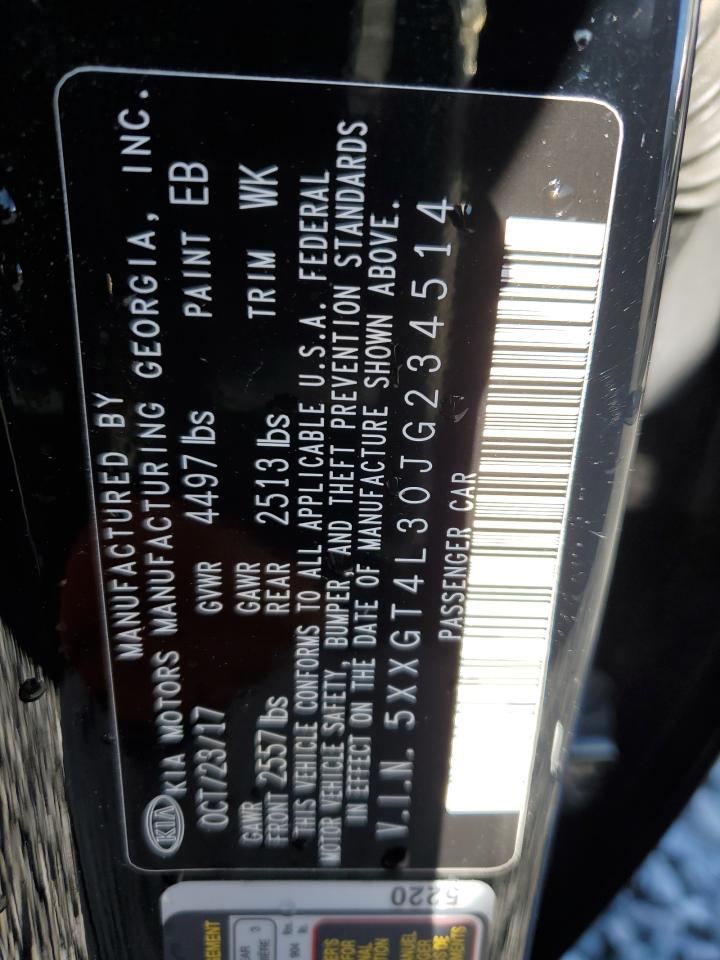 MANUFACTURED BY
KIA KIA MOTORS MANUFACTURING GEORGIA, INC.
OCT/23/17 GVWR 4497 lbs PAINT EB
GAWR FRONT 2557 lbs GAWR REAR 2513 lbs TRIM WK
THIS VEHICLE CONFORMS TO ALL APPLICABLE U.S.A. FEDERAL
MOTOR VEHICLE SAFETY, BUMPER, AND THEFT PREVENTION STANDARDS
IN EFFECT ON THE DATE OF MANUFACTURE SHOWN ABOVE.
V.I.N. 5XXGT4L30JG234514
PASSENGER CAR
5220